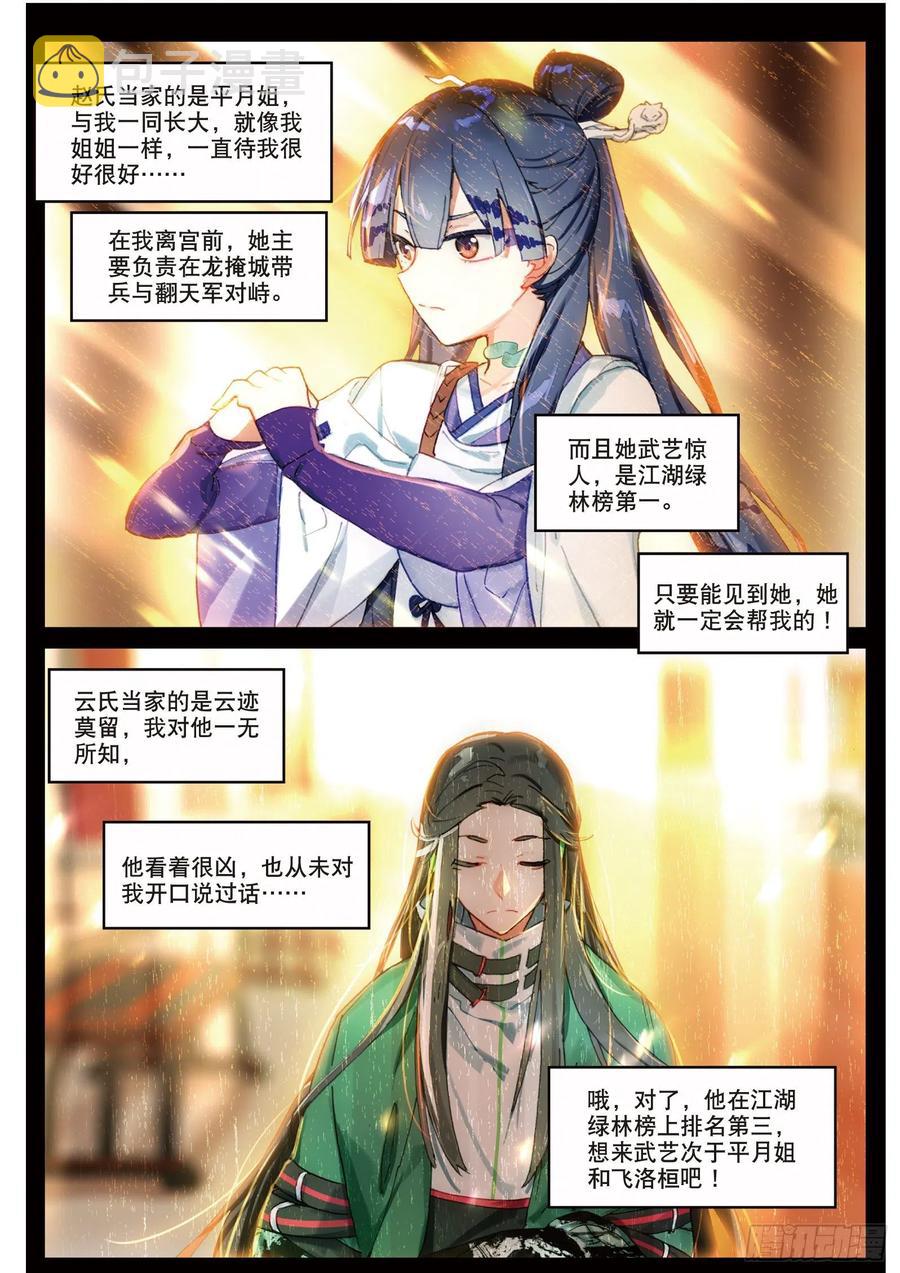 包子漫畫
赵氏当家的是平月姐，
与我一同长大，就像我
姐姐一样，一直待我很
好很好……
在我离宫前，她主
要负责在龙掩城带
兵与翻天军对峙。
而且她武艺惊
人，是江湖绿
林榜第一。
只要能见到她，她
就一定会帮我的！
云氏当家的是云迹
莫留，我对他一无
所知，
他看着很凶，也从未对
我开口说过话……
哦，对了，他在江湖
绿林榜上排名第三，
想来武艺次于平月姐
和飞洛桓吧！
腾讯动漫